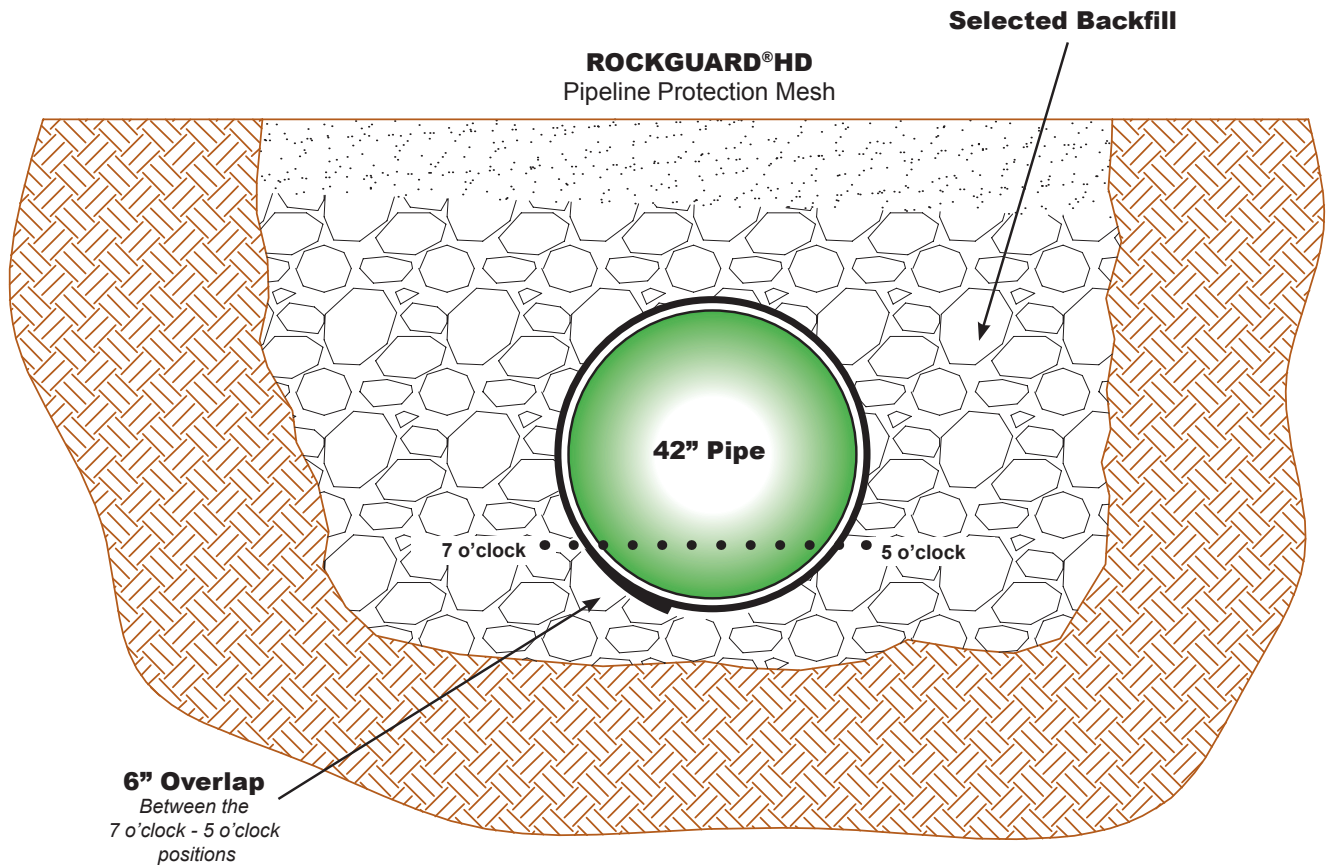 Selected Backfill
ROCKGUARD®HD
Pipeline Protection Mesh
42” Pipe
7 o’clock
5 o’clock
6” Overlap
Between the
7 o’clock - 5 o’clock
positions